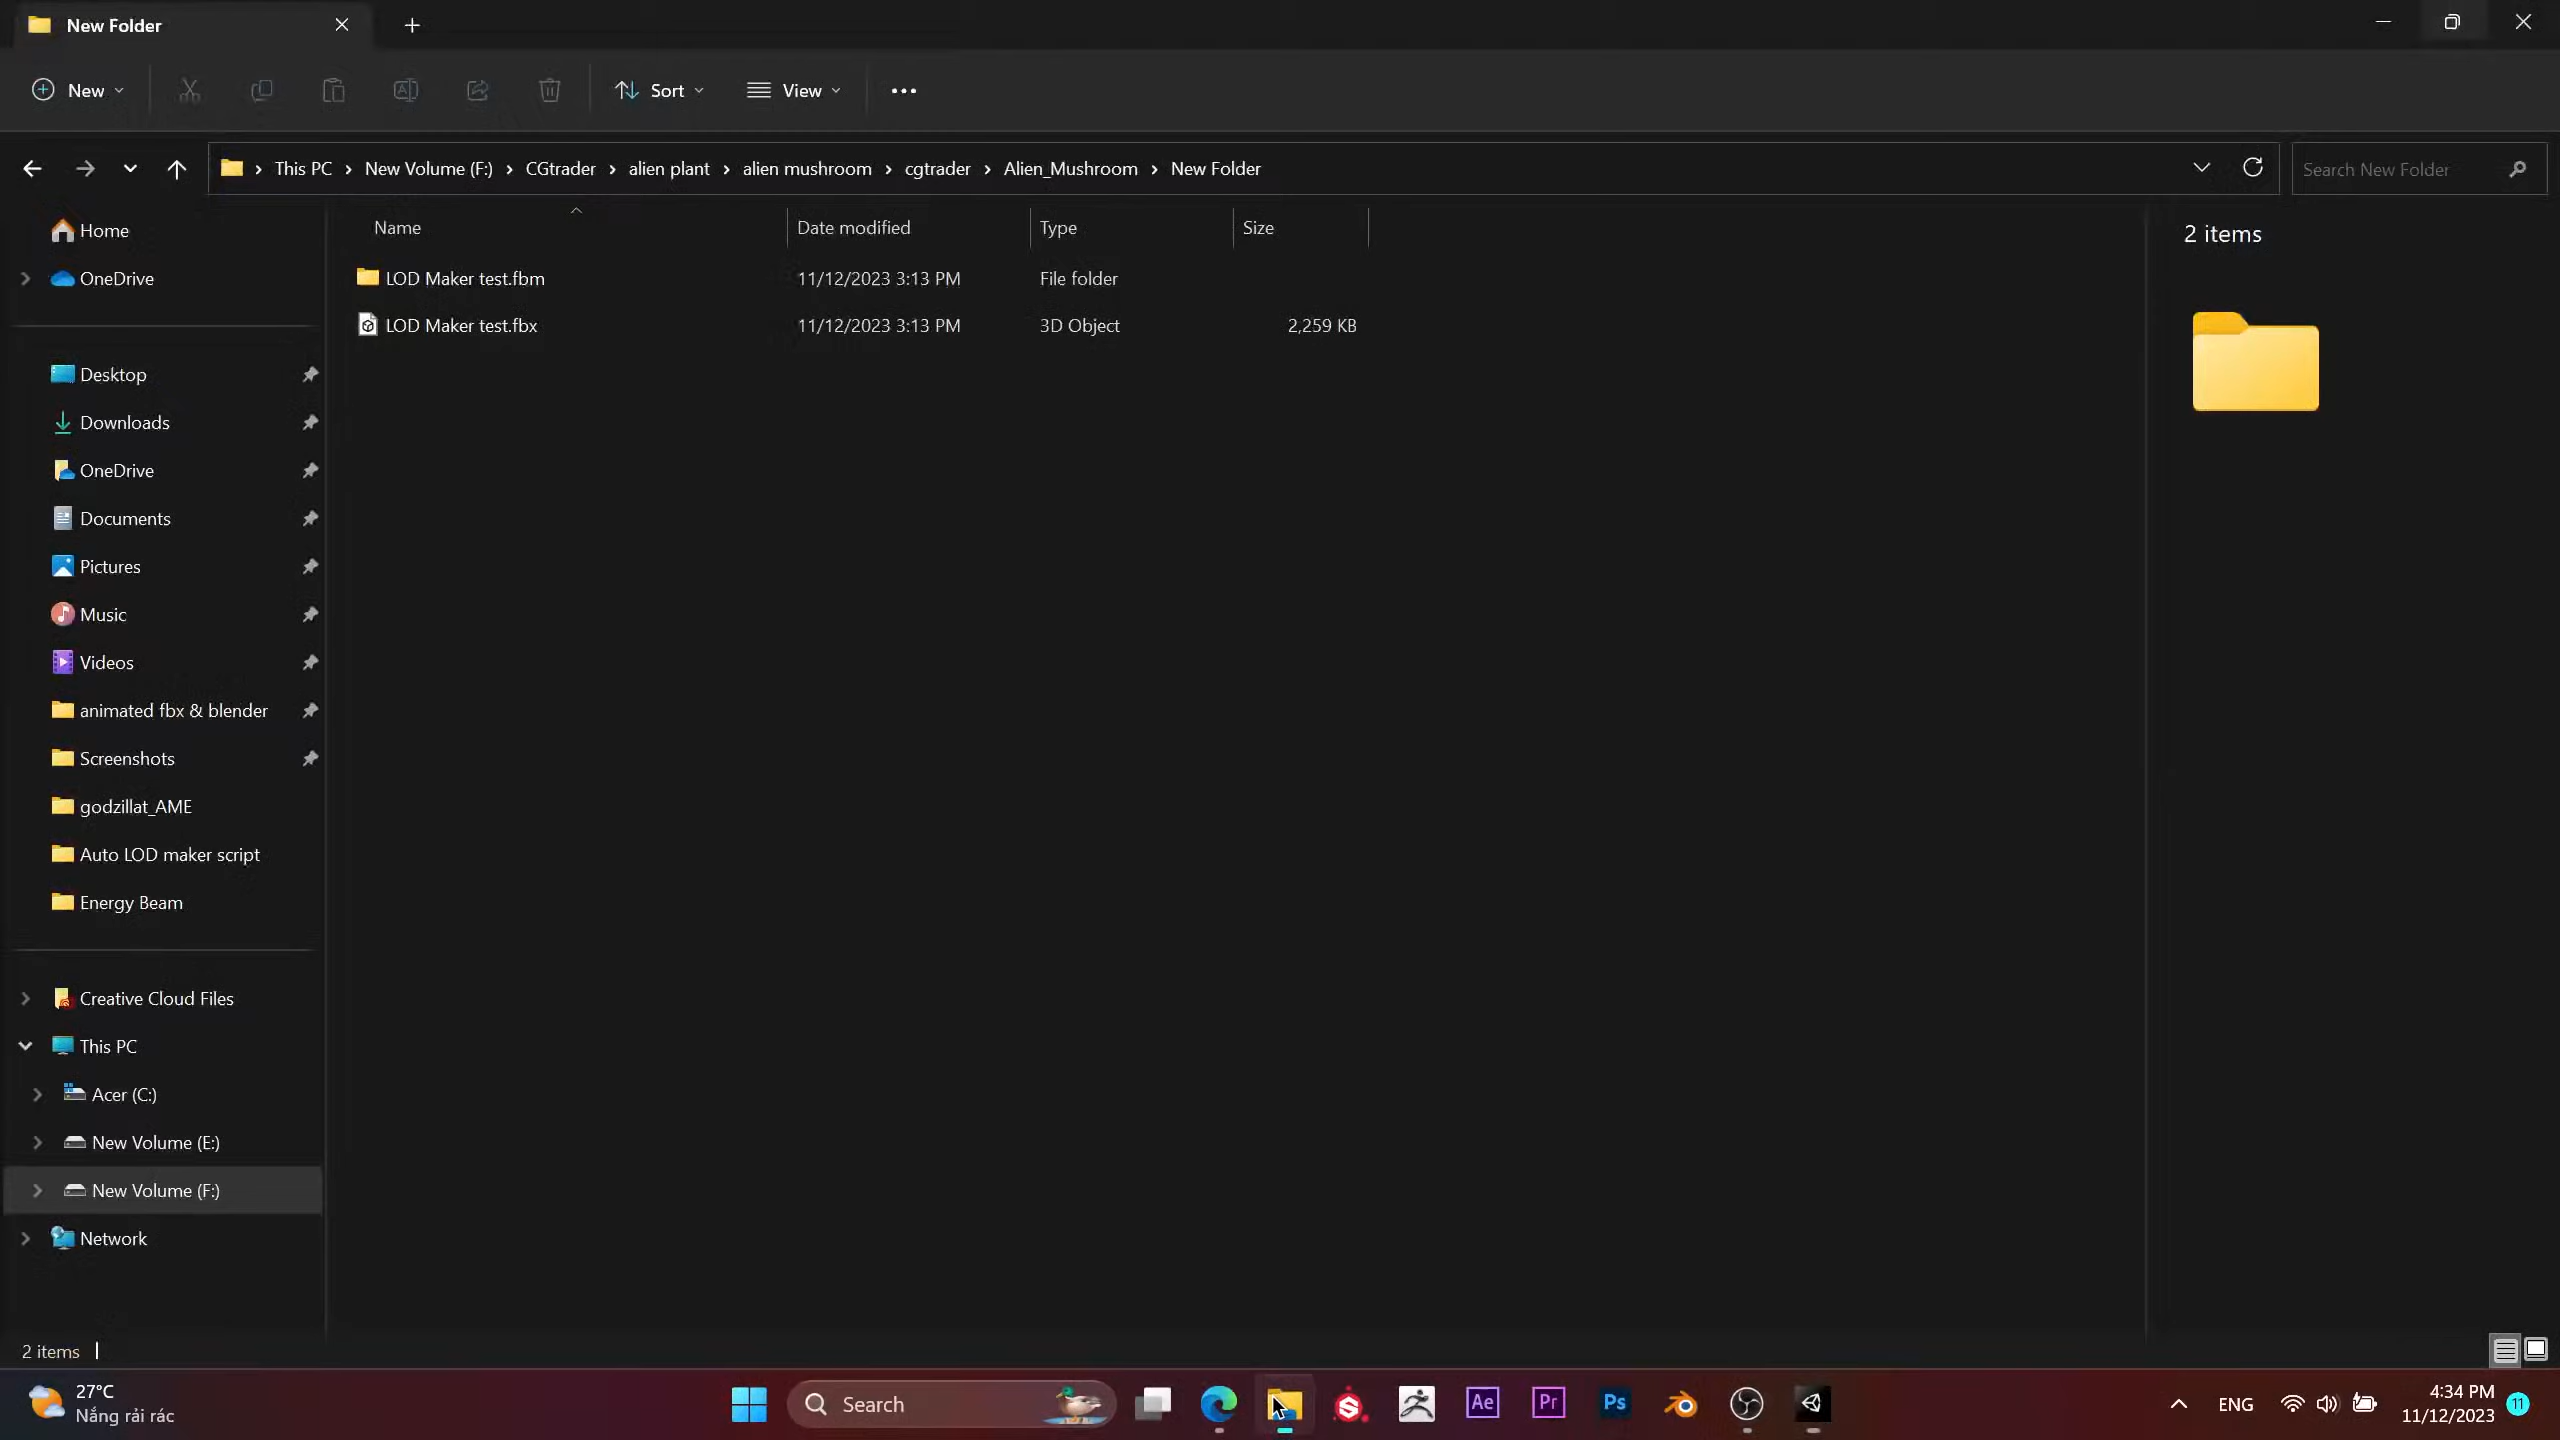 New Folder
New
Sort
View
This PC
New Volume (F:)
CGtrader
alien plant
alien mushroom
cgtrader
Alien_Mushroom
New Folder
Search New Folder
Home
OneDrive
Desktop
Downloads
OneDrive
Documents
Pictures
Music
Videos
animated fbx & blender
Screenshots
godzillat_AME
Auto LOD maker script
Energy Beam
Creative Cloud Files
This PC
Acer (C:)
New Volume (E:)
New Volume (F:)
Network
Name Date modified Type Size
LOD Maker test.fbm 11/12/2023 3:13 PM File folder
LOD Maker test.fbx 11/12/2023 3:13 PM 3D Object 2,259 KB
2 items
2 items
27°C
Nắng rải rác
Search
Ae
Pr
Ps
ENG
4:34 PM
11/12/2023
11